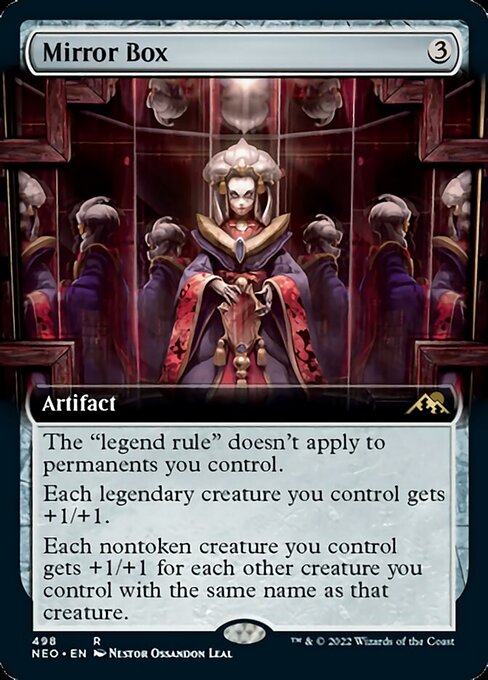 Mirror Box 3
Artifact
The “legend rule” doesn’t apply to
permanents you control.
Each legendary creature you control gets
+1/+1.
Each nontoken creature you control
gets +1/+1 for each other creature you
control with the same name as that
creature.
498 R
NEO • EN Nestor Ossandon Leal
™ & © 2022 Wizards of the Coast